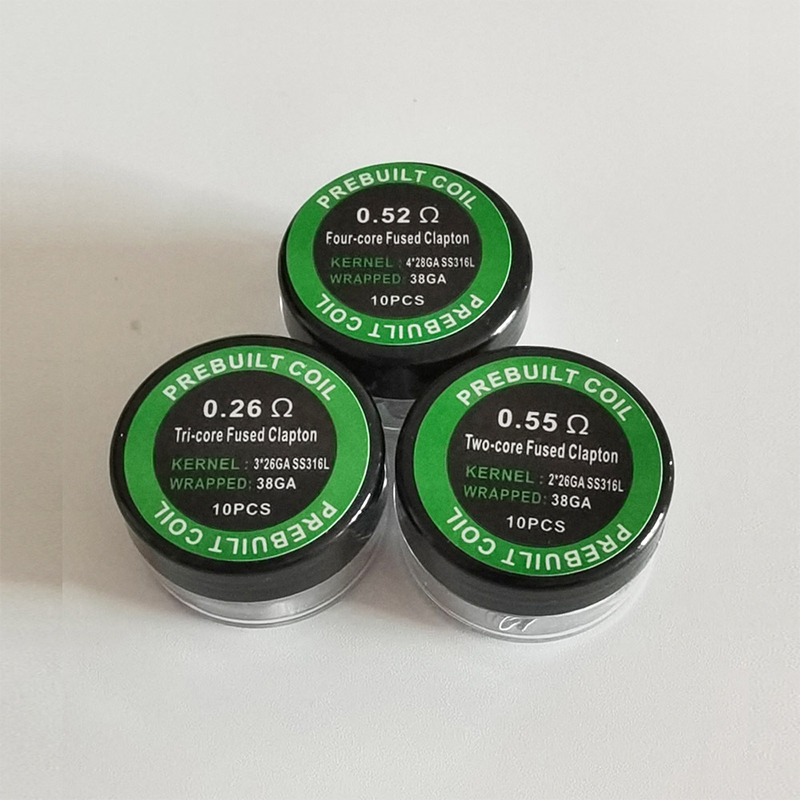 PREBUILT COIL
0.52 Ω
Four-core Fused Clapton
KERNEL : 4*28GA SS316L
WRAPPED: 38GA
10PCS
PREBUILT COIL
PREBUILT COIL
0.26 Ω
Tri-core Fused Clapton
KERNEL : 3*26GA SS316L
WRAPPED: 38GA
10PCS
PREBUILT COIL
PREBUILT COIL
0.55 Ω
Two-core Fused Clapton
KERNEL : 2*26GA SS316L
WRAPPED: 38GA
10PCS
PREBUILT COIL